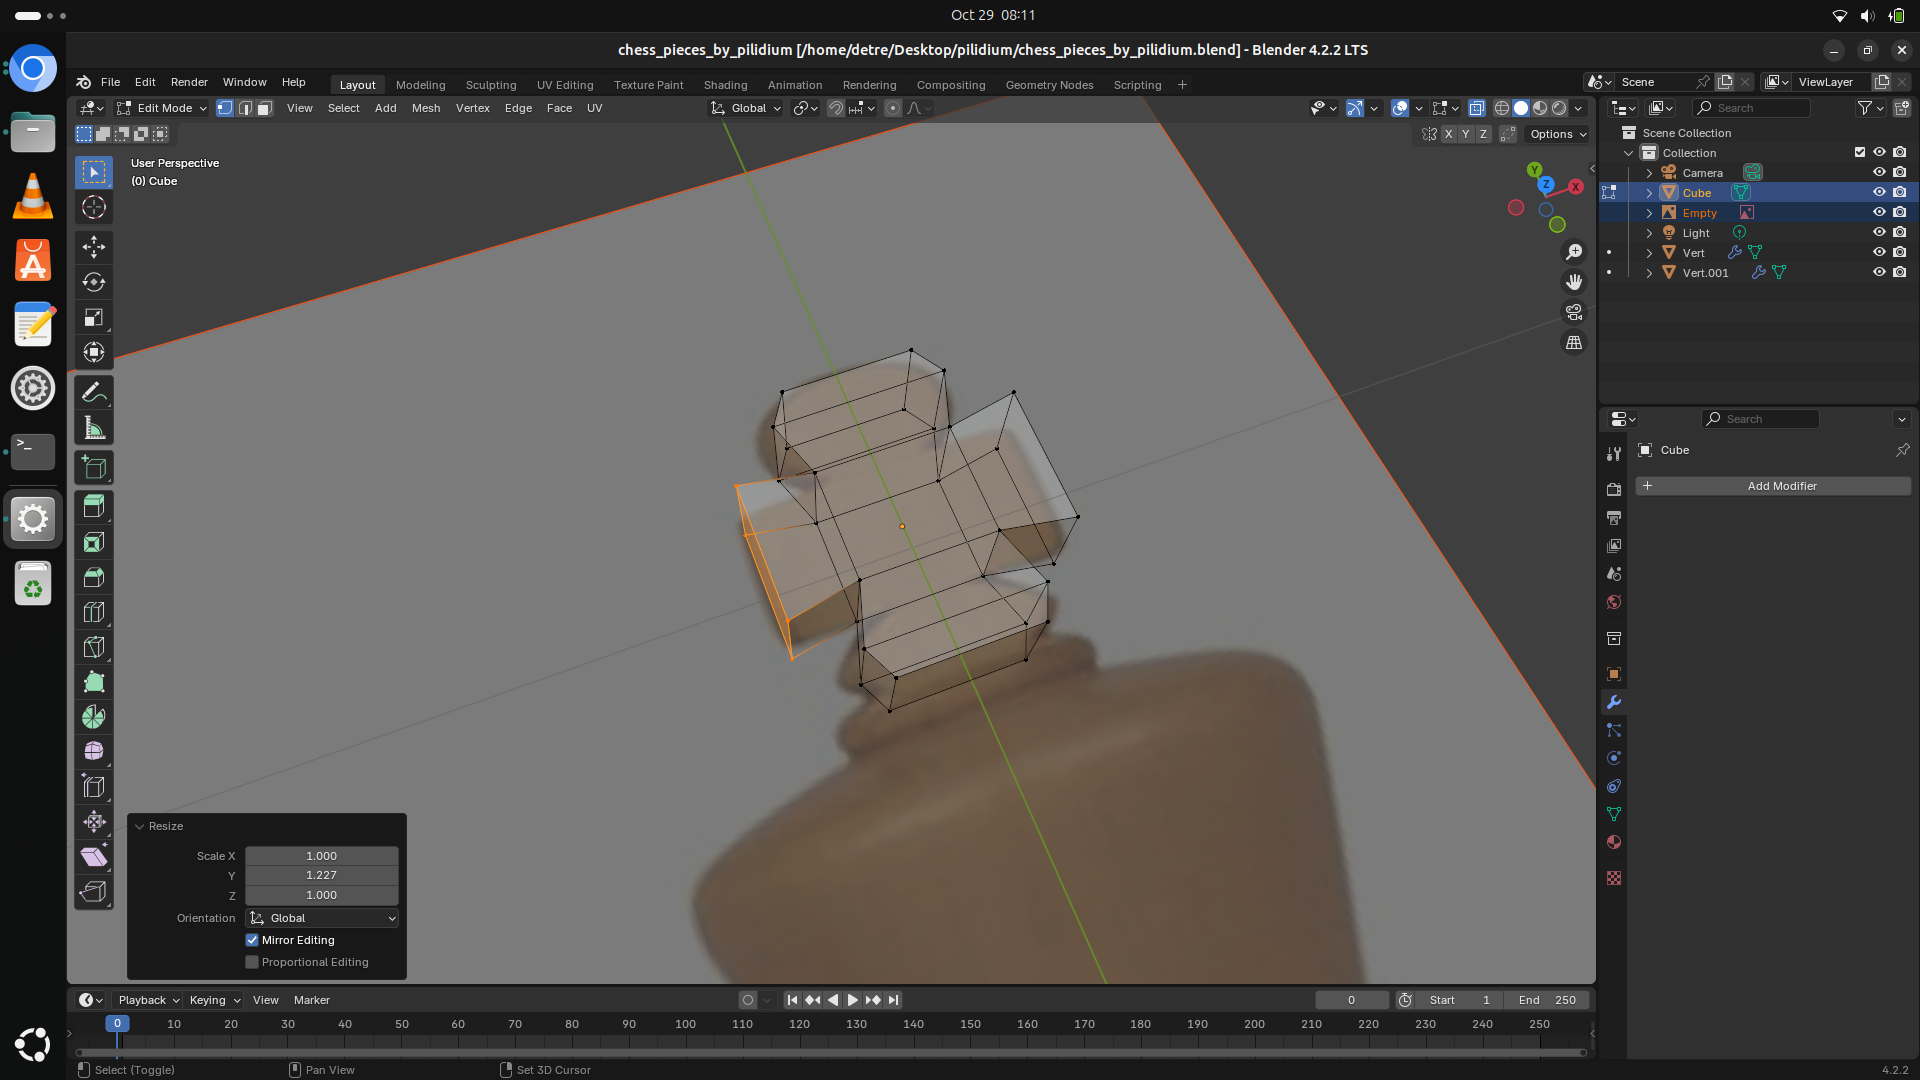 Oct 29 08:11
chess_pieces_by_pilidium [/home/detre/Desktop/pilidium/chess_pieces_by_pilidium.blend] - Blender 4.2.2 LTS
File Edit Render Window Help Layout Modeling Sculpting UV Editing Texture Paint Shading Animation Rendering Compositing Geometry Nodes Scripting + Scene ViewLayer
Edit Mode View Select Add Mesh Vertex Edge Face UV Global Search
X Y Z Options
User Perspective
(0) Cube
Y
Z
X
Scene Collection
Collection
Camera
Cube
Empty
Light
Vert
Vert.001
Search
Cube
+ Add Modifier
Resize
Scale X 1.000
Y 1.227
Z 1.000
Orientation Global
Mirror Editing
Proportional Editing
Playback Keying View Marker 0 Start 1 End 250
0 10 20 30 40 50 60 70 80 90 100 110 120 130 140 150 160 170 180 190 200 210 220 230 240 250
Select (Toggle) Pan View Set 3D Cursor 4.2.2